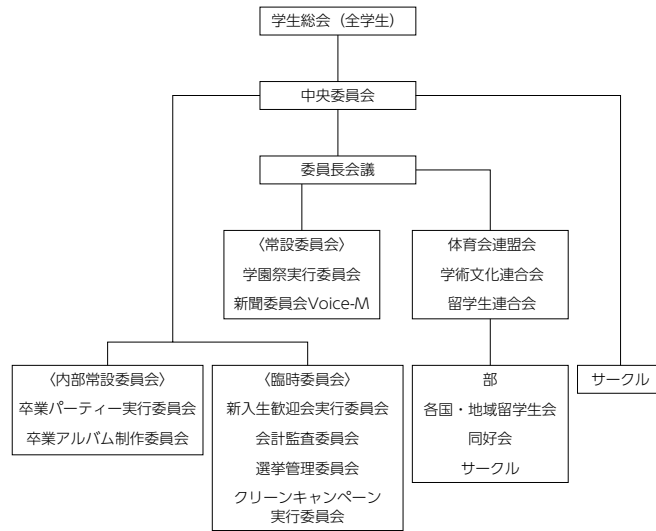 学生総会（全学生）
中央委員会
委員長会議
〈常設委員会〉
学園祭実行委員会
新聞委員会Voice-M
体育会連盟会
学術文化連合会
留学生連合会
〈内部常設委員会〉
卒業パーティー実行委員会
卒業アルバム制作委員会
〈臨時委員会〉
新入生歓迎会実行委員会
会計監査委員会
選挙管理委員会
クリーンキャンペーン
実行委員会
部
各国・地域留学生会
同好会
サークル
サークル